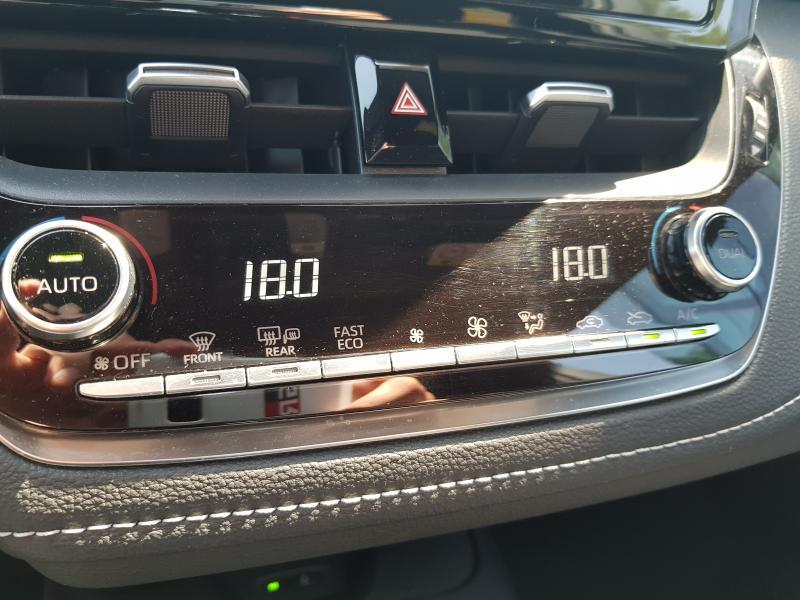 AUTO
18.0
18.0
DUAL
OFF
FRONT
REAR
FAST
ECO
A/C